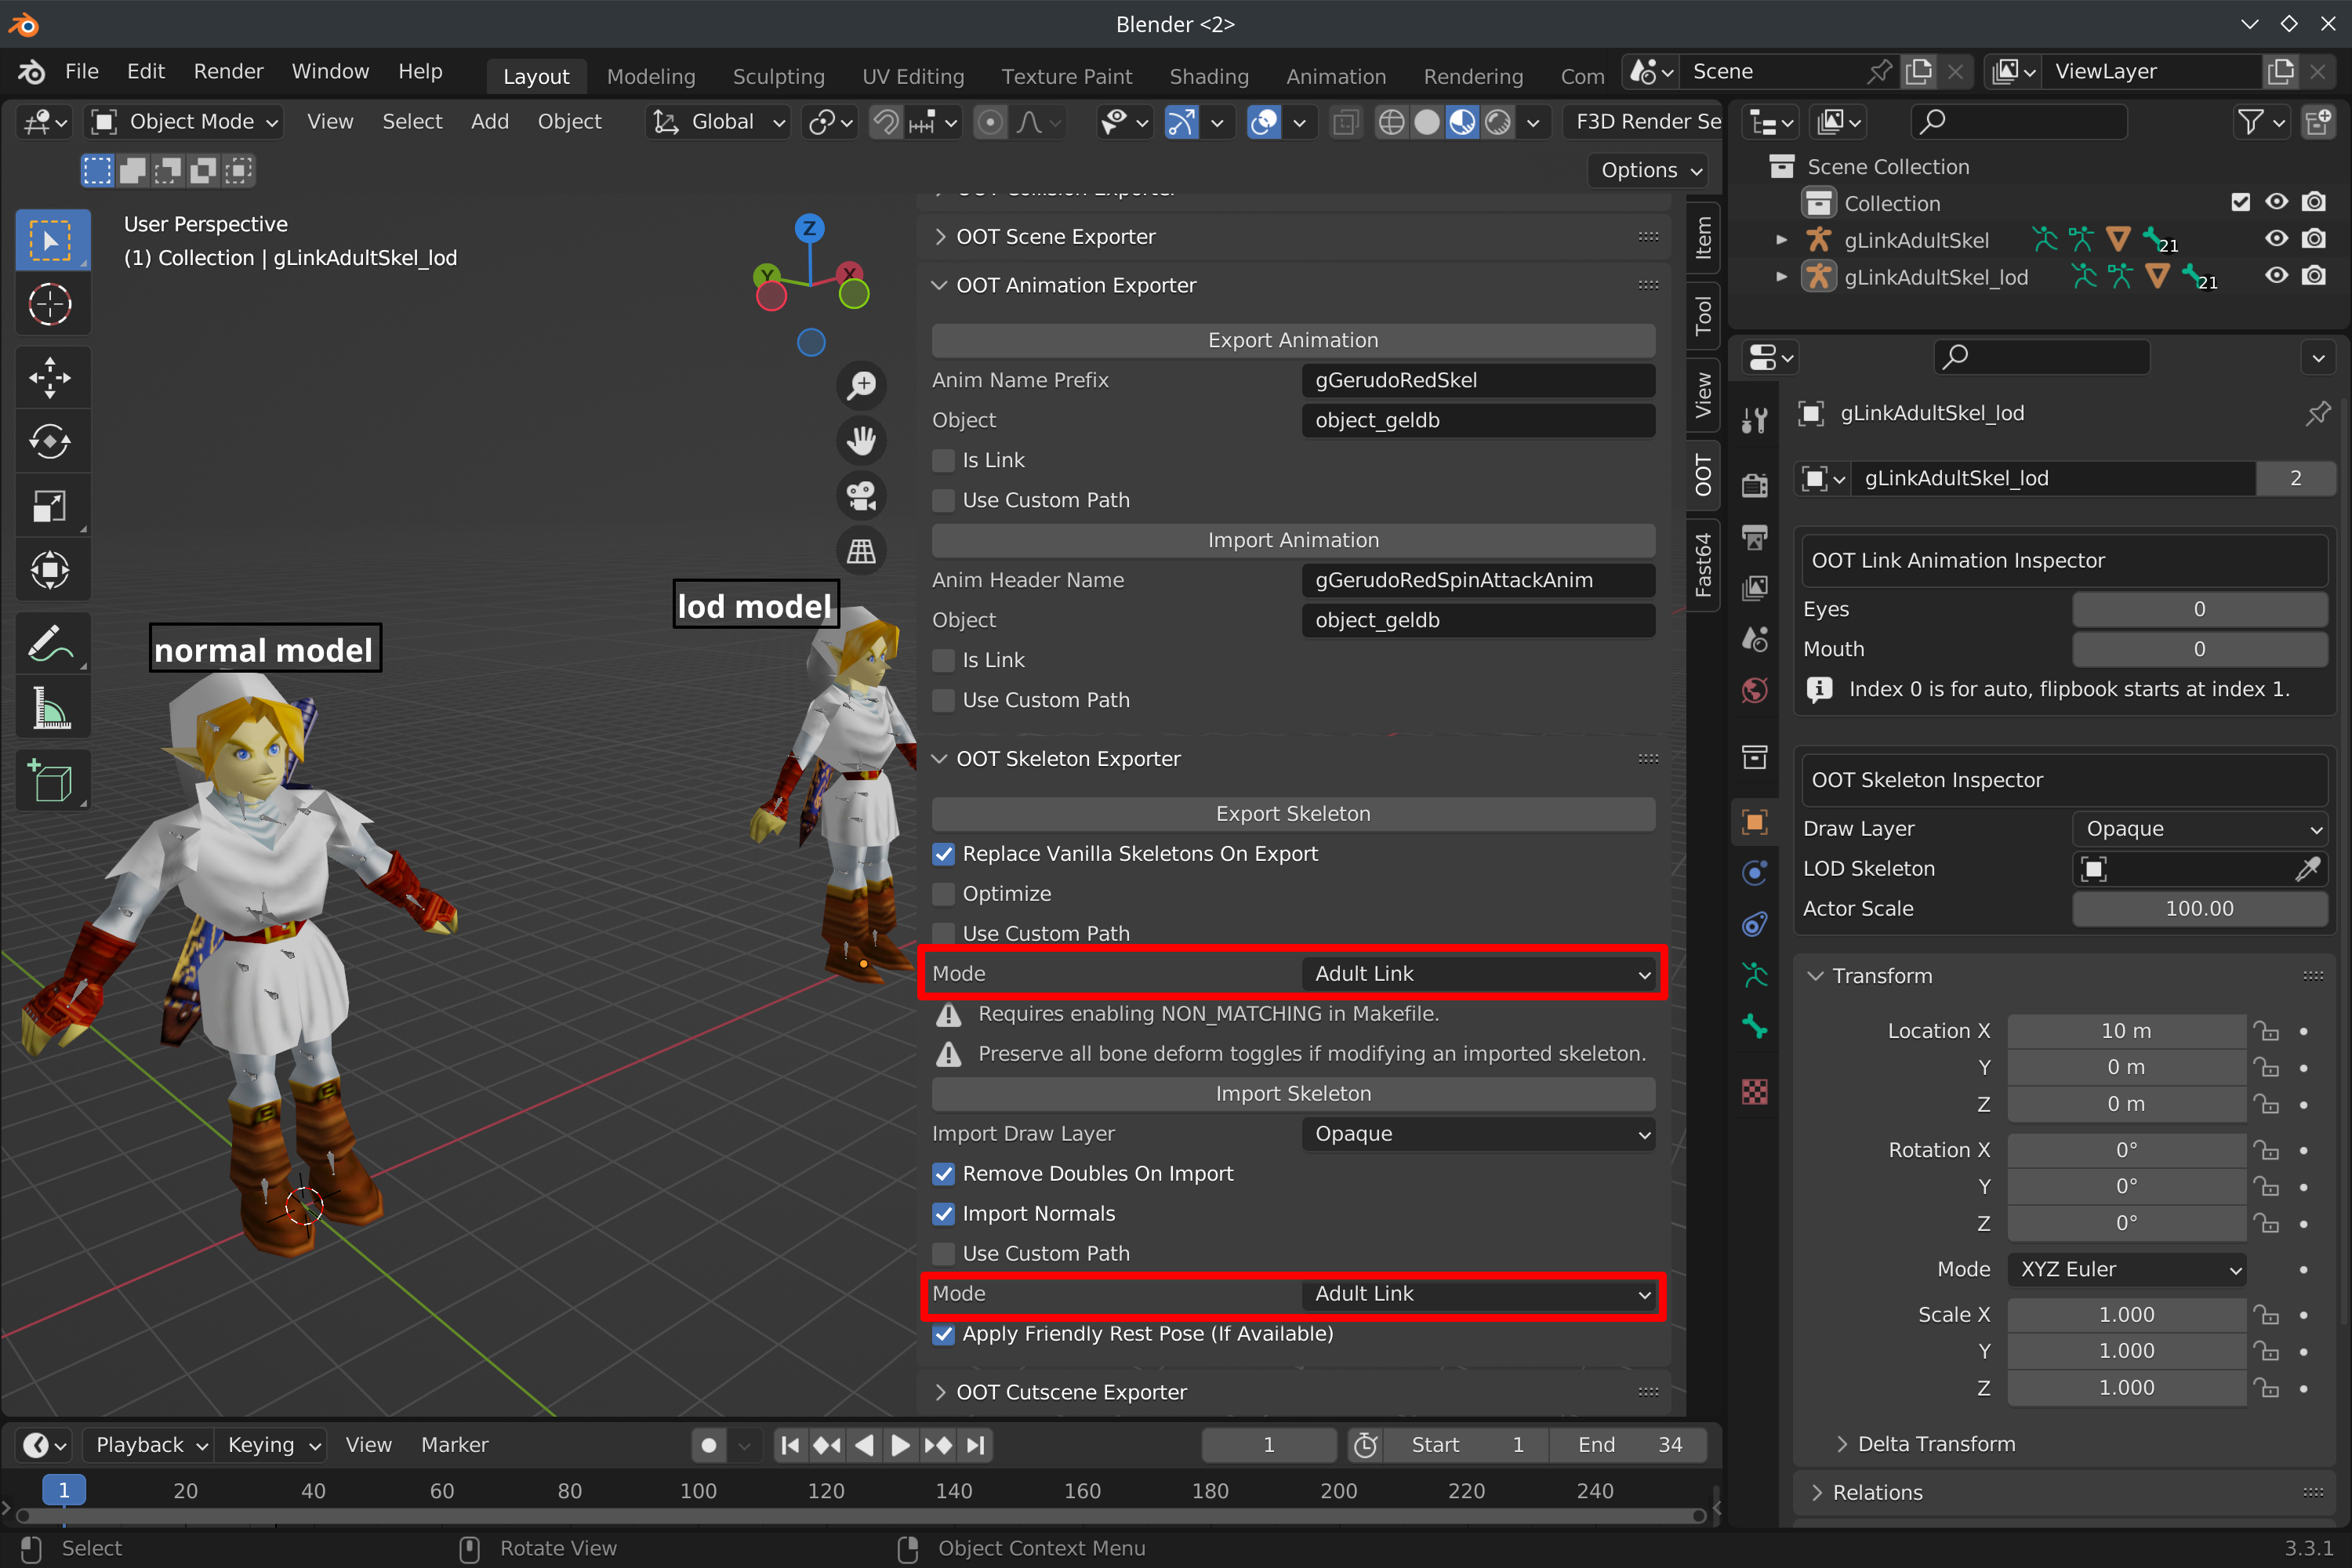 Blender <2>
File Edit Render Window Help Layout Modeling Sculpting UV Editing Texture Paint Shading Animation Rendering Com Scene ViewLayer
Object Mode View Select Add Object Global F3D Render Se
Options
User Perspective
(1) Collection | gLinkAdultSkel_lod
Z
Y X
normal model
lod model
OOT Collision Exporter
OOT Scene Exporter
OOT Animation Exporter
Export Animation
Anim Name Prefix gGerudoRedSkel
Object object_geldb
Is Link
Use Custom Path
Import Animation
Anim Header Name gGerudoRedSpinAttackAnim
Object object_geldb
Is Link
Use Custom Path
OOT Skeleton Exporter
Export Skeleton
Replace Vanilla Skeletons On Export
Optimize
Use Custom Path
Mode Adult Link
Requires enabling NON_MATCHING in Makefile.
Preserve all bone deform toggles if modifying an imported skeleton.
Import Skeleton
Import Draw Layer Opaque
Remove Doubles On Import
Import Normals
Use Custom Path
Mode Adult Link
Apply Friendly Rest Pose (If Available)
OOT Cutscene Exporter
Item
Tool
View
OOT
Fast64
Scene Collection
Collection
gLinkAdultSkel 21
gLinkAdultSkel_lod 21
gLinkAdultSkel_lod
gLinkAdultSkel_lod 2
OOT Link Animation Inspector
Eyes 0
Mouth 0
Index 0 is for auto, flipbook starts at index 1.
OOT Skeleton Inspector
Draw Layer Opaque
LOD Skeleton
Actor Scale 100.00
Transform
Location X 10 m
Y 0 m
Z 0 m
Rotation X 0°
Y 0°
Z 0°
Mode XYZ Euler
Scale X 1.000
Y 1.000
Z 1.000
Delta Transform
Relations
Playback Keying View Marker 1 Start 1 End 34
1 20 40 60 80 100 120 140 160 180 200 220 240
Select Rotate View Object Context Menu 3.3.1